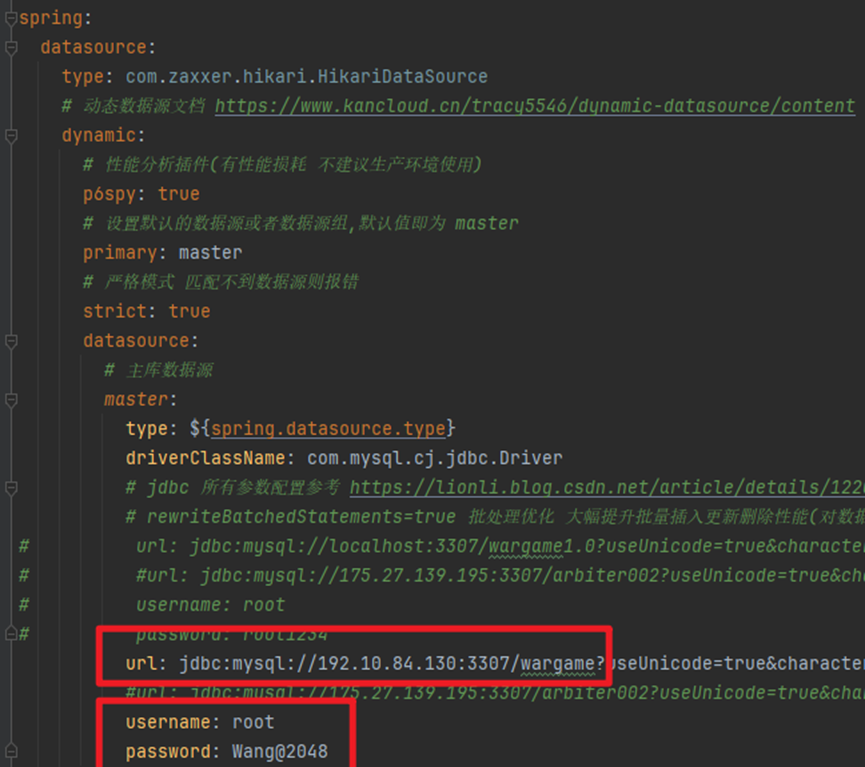 spring:
datasource:
type: com.zaxxer.hikari.HikariDataSource
# 动态数据源文档 https://www.kancloud.cn/tracy5546/dynamic-datasource/content
dynamic:
# 性能分析插件(有性能损耗 不建议生产环境使用)
p6spy: true
# 设置默认的数据源或者数据源组,默认值即为 master
primary: master
# 严格模式 匹配不到数据源则报错
strict: true
datasource:
# 主库数据源
master:
type: ${spring.datasource.type}
driverClassName: com.mysql.cj.jdbc.Driver
# jdbc 所有参数配置参考 https://lionli.blog.csdn.net/article/details/122
# rewriteBatchedStatements=true 批处理优化 大幅提升批量插入更新删除性能(对数据
# url: jdbc:mysql://localhost:3307/wargame1.0?useUnicode=true&characte
# #url: jdbc:mysql://175.27.139.195:3307/arbiter002?useUnicode=true&cha
# username: root
# password: root1234
url: jdbc:mysql://192.10.84.130:3307/wargame?useUnicode=true&character
#url: jdbc:mysql://175.27.139.195:3307/arbiter002?useUnicode=true&cha
username: root
password: Wang@2048